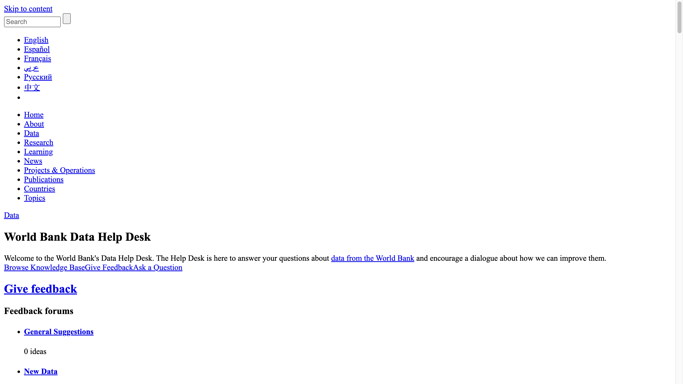 Skip to content
Search
English
Español
Français
عربي
Русский
中文
Home
About
Data
Research
Learning
News
Projects & Operations
Publications
Countries
Topics
Data
World Bank Data Help Desk
Welcome to the World Bank's Data Help Desk. The Help Desk is here to answer your questions about data from the World Bank and encourage a dialogue about how we can improve them.
Browse Knowledge BaseGive FeedbackAsk a Question
Give feedback
Feedback forums
General Suggestions
0 ideas
New Data